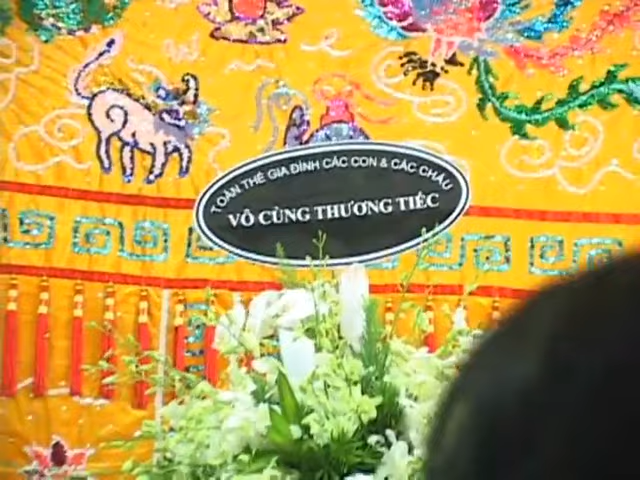 TOÀN THỂ GIA ĐÌNH CÁC CON & CÁC CHÁU
VÔ CÙNG THƯƠNG TIẾC